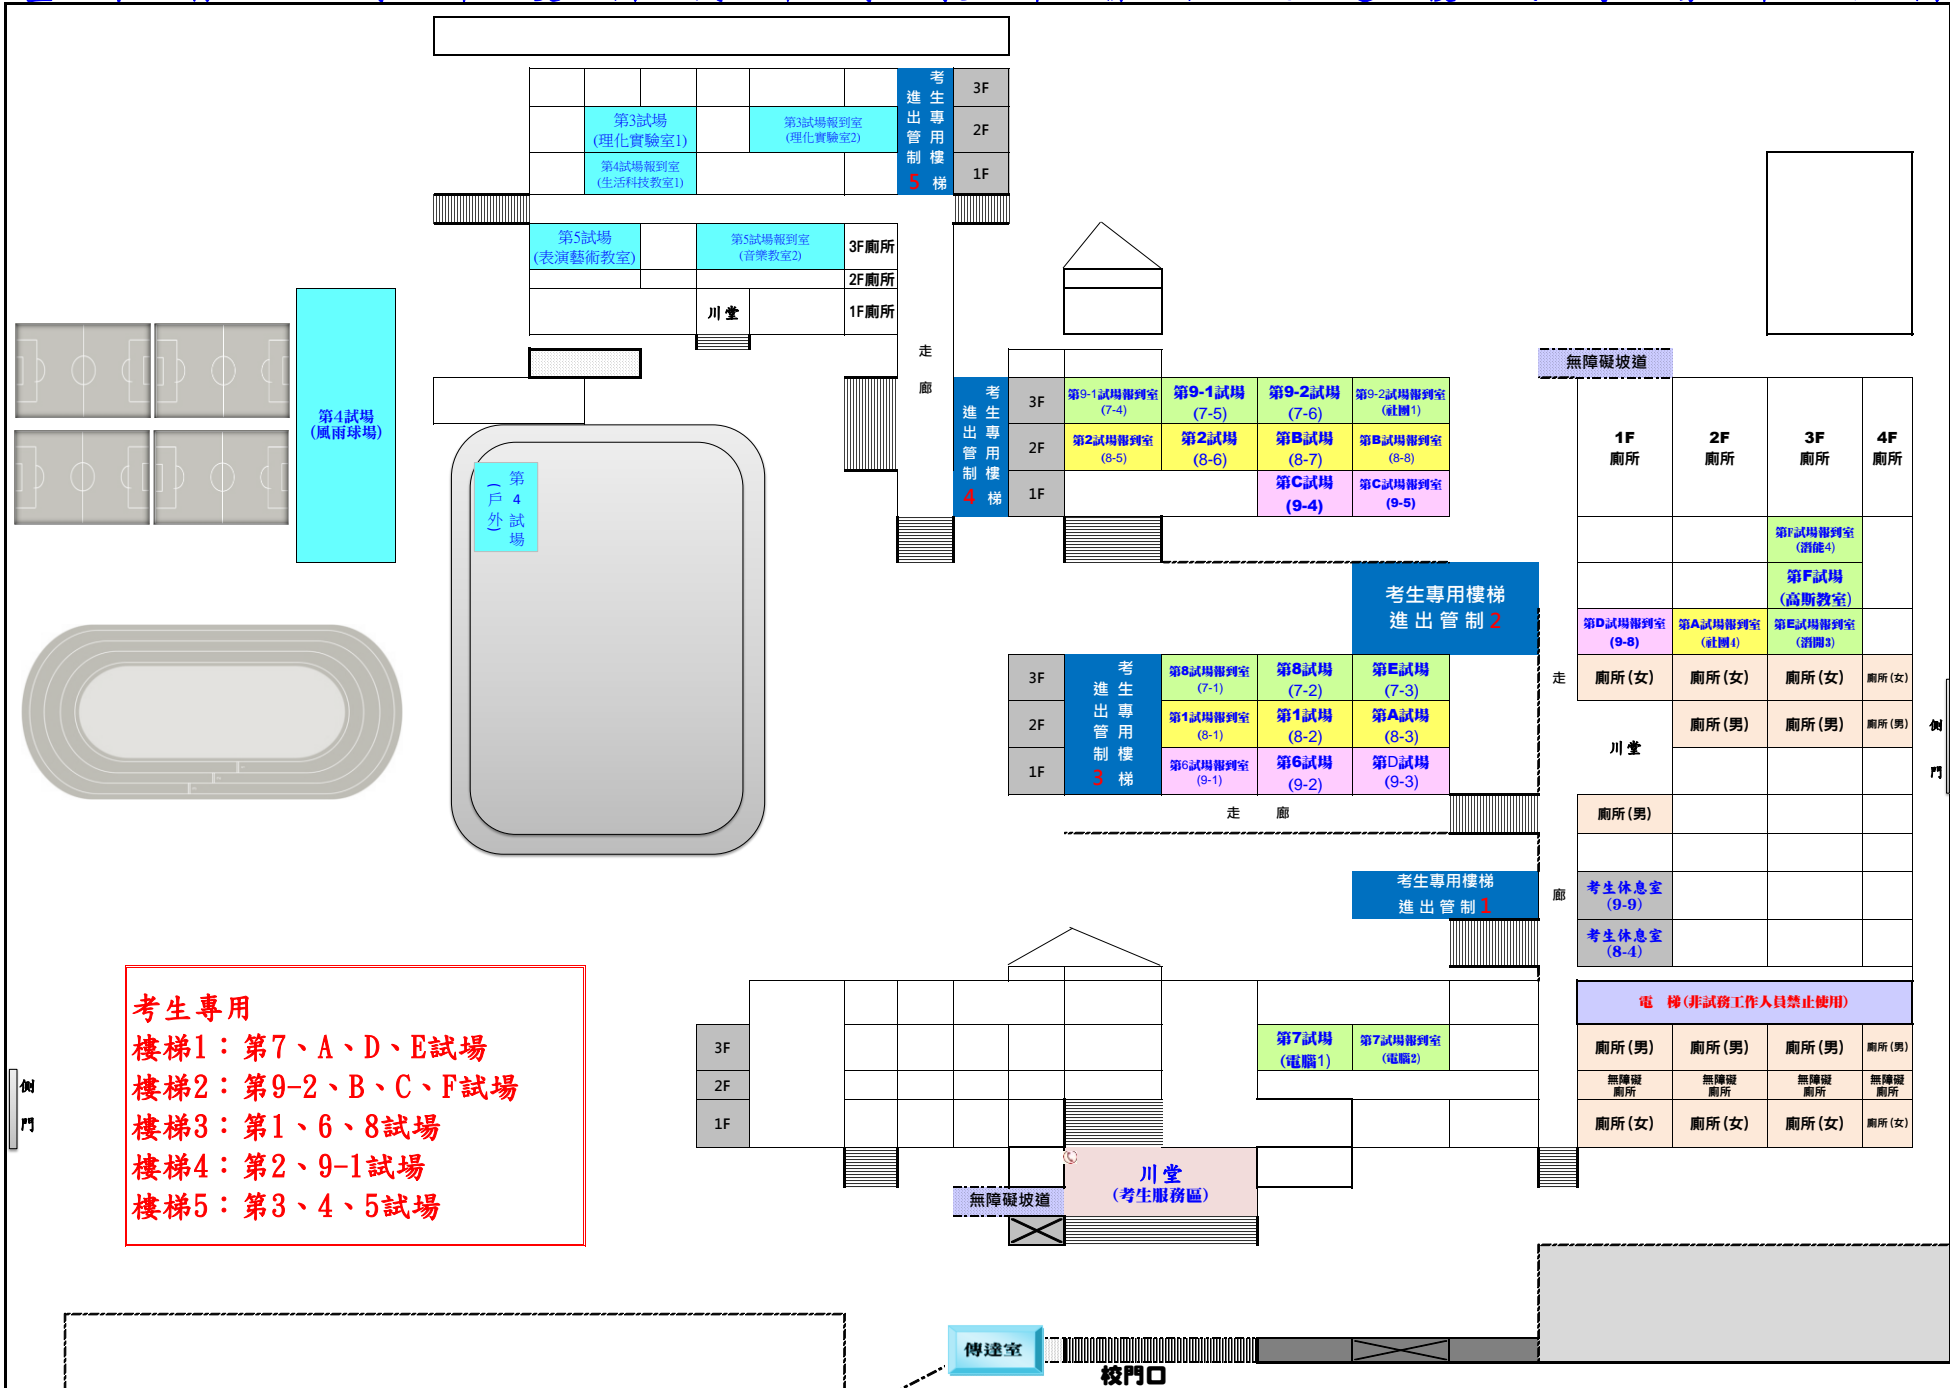 考生專用樓梯
進出管制5
3F
2F
1F
第3試場
(理化實驗室1)
第3試場報到室
(理化實驗室2)
第4試場報到室
(生活科技教室1)
第5試場
(表演藝術教室)
第5試場報到室
(音樂教室2)
3F廁所
2F廁所
1F廁所
川堂
走廊
第4試場
(風雨球場)
第4試場
(戶外)
考生專用樓梯
進出管制4
3F
2F
1F
第9-1試場報到室
(7-4)
第9-1試場
(7-5)
第9-2試場
(7-6)
第9-2試場報到室
(社團1)
第2試場報到室
(8-5)
第2試場
(8-6)
第B試場
(8-7)
第B試場報到室
(8-8)
第C試場
(9-4)
第C試場報到室
(9-5)
無障礙坡道
1F
廁所
2F
廁所
3F
廁所
4F
廁所
第F試場報到室
(潛能4)
第F試場
(高斯教室)
第D試場報到室
(9-8)
第A試場報到室
(社團4)
第E試場報到室
(潛開3)
考生專用樓梯
進出管制2
3F
2F
1F
考生專用樓梯
進出管制3
第8試場報到室
(7-1)
第8試場
(7-2)
第E試場
(7-3)
第1試場報到室
(8-1)
第1試場
(8-2)
第A試場
(8-3)
第6試場報到室
(9-1)
第6試場
(9-2)
第D試場
(9-3)
走廊
走
廊
廁所(女)
廁所(女)
廁所(女)
廁所(女)
川堂
廁所(男)
廁所(男)
廁所(男)
側門
廁所(男)
考生專用樓梯
進出管制1
考生休息室
(9-9)
考生休息室
(8-4)
電 梯(非試務工作人員禁止使用)
廁所(男)
廁所(男)
廁所(男)
廁所(男)
無障礙
廁所
無障礙
廁所
無障礙
廁所
無障礙
廁所
廁所(女)
廁所(女)
廁所(女)
廁所(女)
3F
2F
1F
第7試場
(電腦1)
第7試場報到室
(電腦2)
川堂
(考生服務區)
無障礙坡道
考生專用
樓梯1：第7、A、D、E試場
樓梯2：第9-2、B、C、F試場
樓梯3：第1、6、8試場
樓梯4：第2、9-1試場
樓梯5：第3、4、5試場
側門
傳達室
校門口